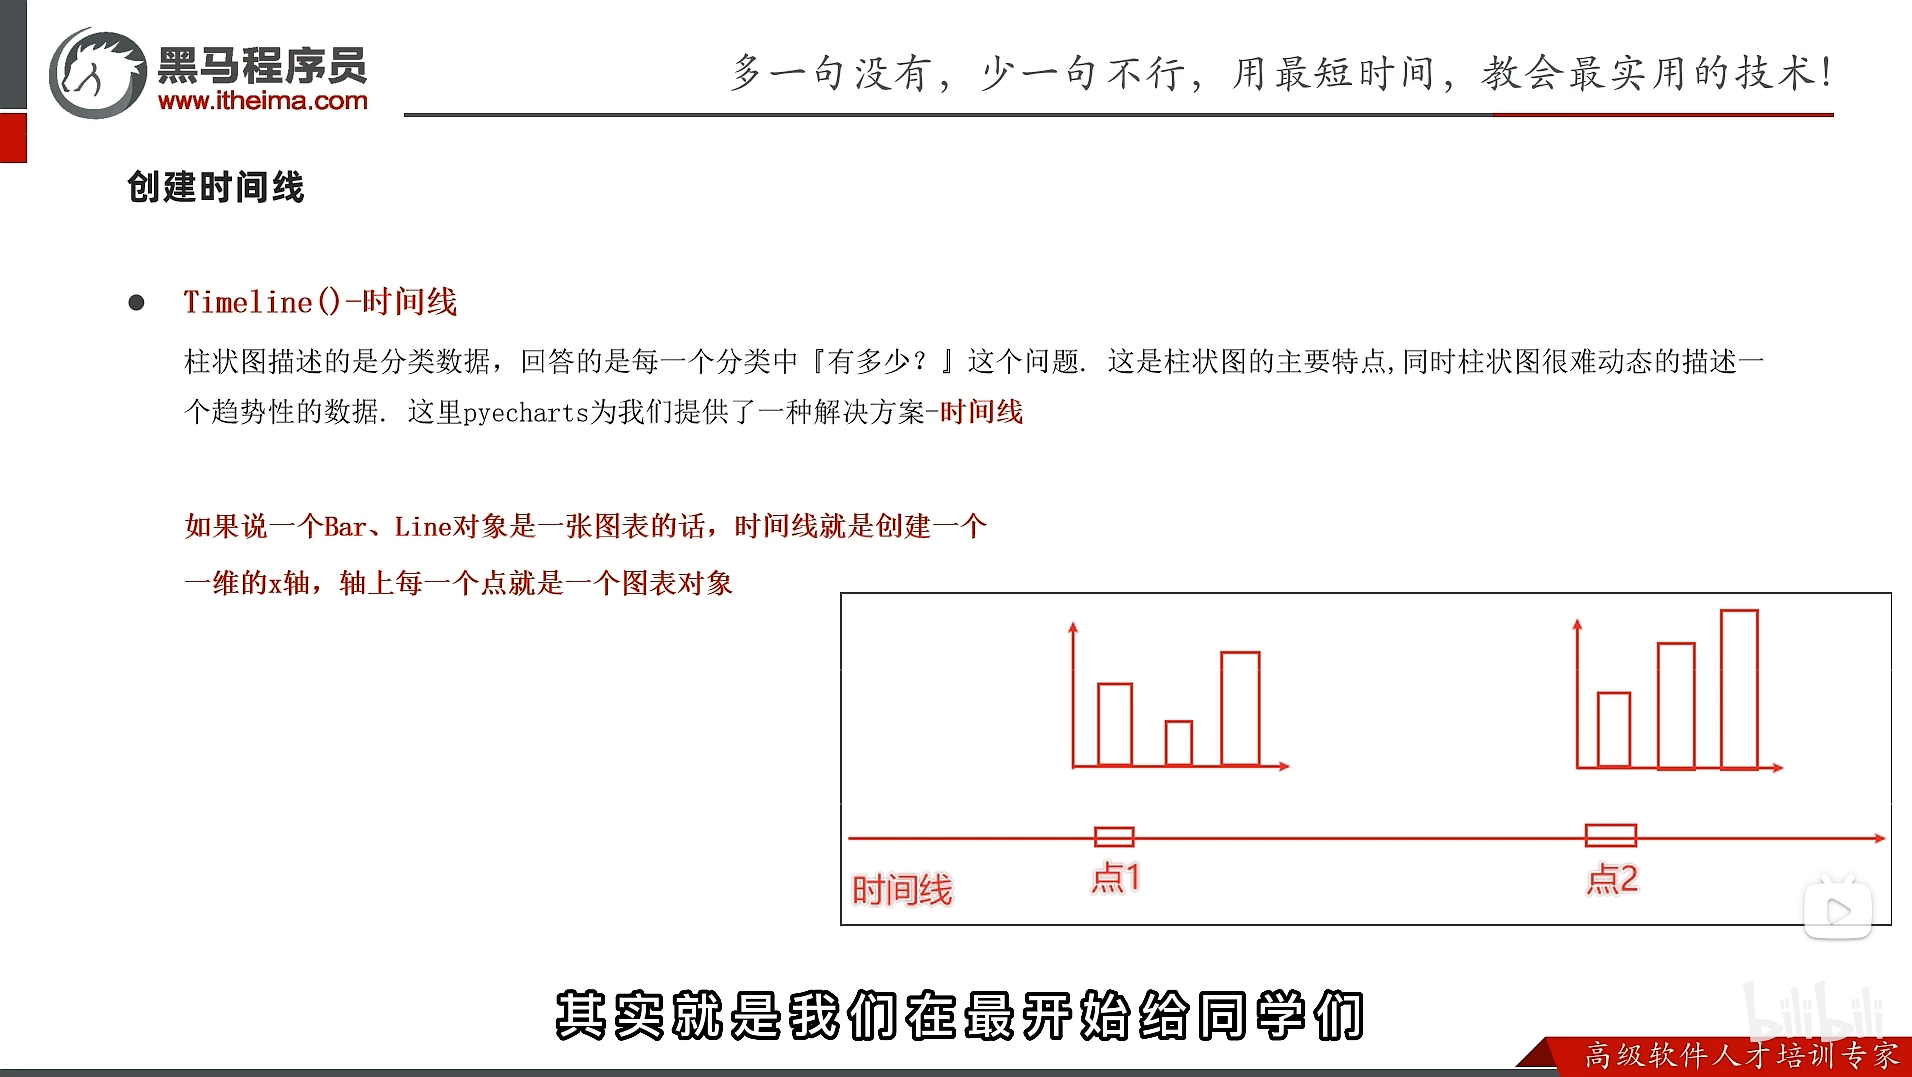 黑马程序员
www.itheima.com
多一句没有，少一句不行，用最短时间，教会最实用的技术！
创建时间线
● Timeline()-时间线
柱状图描述的是分类数据，回答的是每一个分类中『有多少？』这个问题. 这是柱状图的主要特点,同时柱状图很难动态的描述一
个趋势性的数据. 这里pyecharts为我们提供了一种解决方案-时间线
如果说一个Bar、Line对象是一张图表的话，时间线就是创建一个
一维的x轴，轴上每一个点就是一个图表对象
时间线
点1
点2
其实就是我们在最开始给同学们
bilibili
高级软件人才培训专家